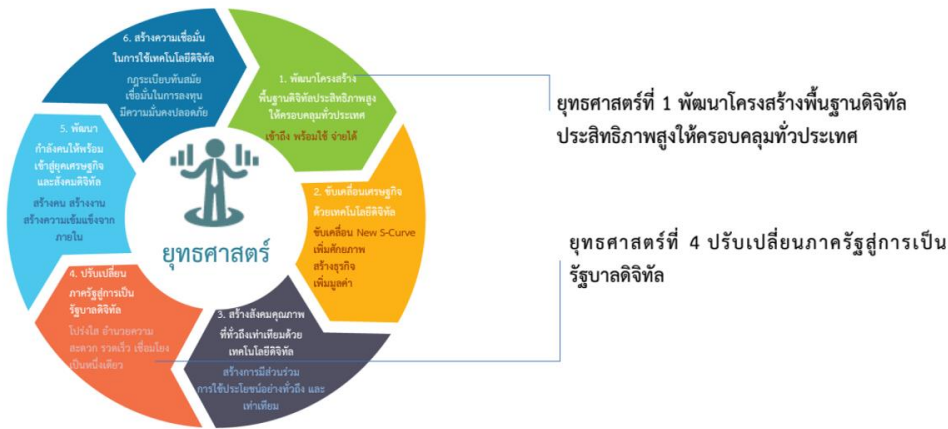 6. สร้างความเชื่อมั่น
ในการใช้เทคโนโลยีดิจิทัล
กฎระเบียบทันสมัย
เชื่อมั่นในการลงทุน
มีความมั่นคงปลอดภัย
1. พัฒนาโครงสร้าง
พื้นฐานดิจิทัลประสิทธิภาพสูง
ให้ครอบคลุมทั่วประเทศ
เข้าถึง พร้อมใช้ จ่ายได้
5. พัฒนา
กำลังคนให้พร้อม
เข้าสู่ยุคเศรษฐกิจ
และสังคมดิจิทัล
สร้างคน สร้างงาน
สร้างความเข้มแข็งจาก
ภายใน
2. ขับเคลื่อนเศรษฐกิจ
ด้วยเทคโนโลยีดิจิทัล
ขับเคลื่อน New S-Curve
เพิ่มศักยภาพ
สร้างธุรกิจ
เพิ่มมูลค่า
ยุทธศาสตร์
4. ปรับเปลี่ยน
ภาครัฐสู่การเป็น
รัฐบาลดิจิทัล
โปร่งใส อำนวยความ
สะดวก รวดเร็ว เชื่อมโยง
เป็นหนึ่งเดียว
3. สร้างสังคมคุณภาพ
ที่ทั่วถึงเท่าเทียมด้วย
เทคโนโลยีดิจิทัล
สร้างการมีส่วนร่วม
การใช้ประโยชน์อย่างทั่วถึง และ
เท่าเทียม
ยุทธศาสตร์ที่ 1 พัฒนาโครงสร้างพื้นฐานดิจิทัล
ประสิทธิภาพสูงให้ครอบคลุมทั่วประเทศ
ยุทธศาสตร์ที่ 4 ปรับเปลี่ยนภาครัฐสู่การเป็น
รัฐบาลดิจิทัล